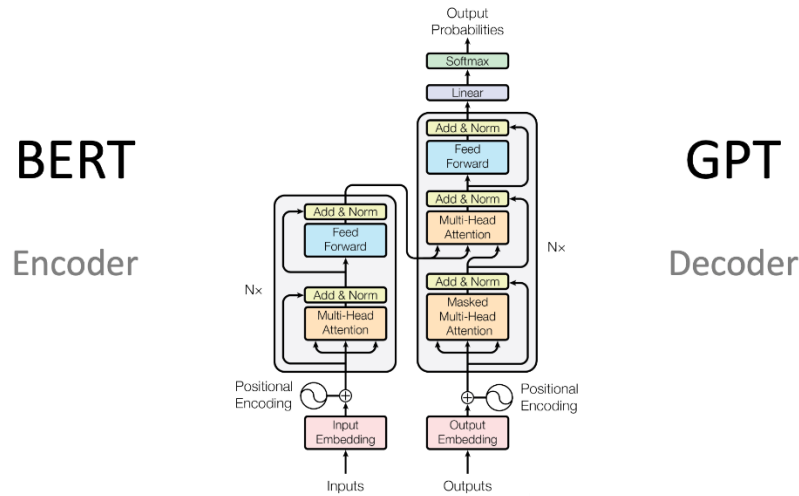 BERT
Encoder
Output
Probabilities
Softmax
Linear
Add & Norm
Feed
Forward
Add & Norm
Multi-Head
Attention
Add & Norm
Masked
Multi-Head
Attention
Nx
Add & Norm
Feed
Forward
Add & Norm
Multi-Head
Attention
Nx
Positional
Encoding
Positional
Encoding
Input
Embedding
Output
Embedding
Inputs
Outputs
GPT
Decoder